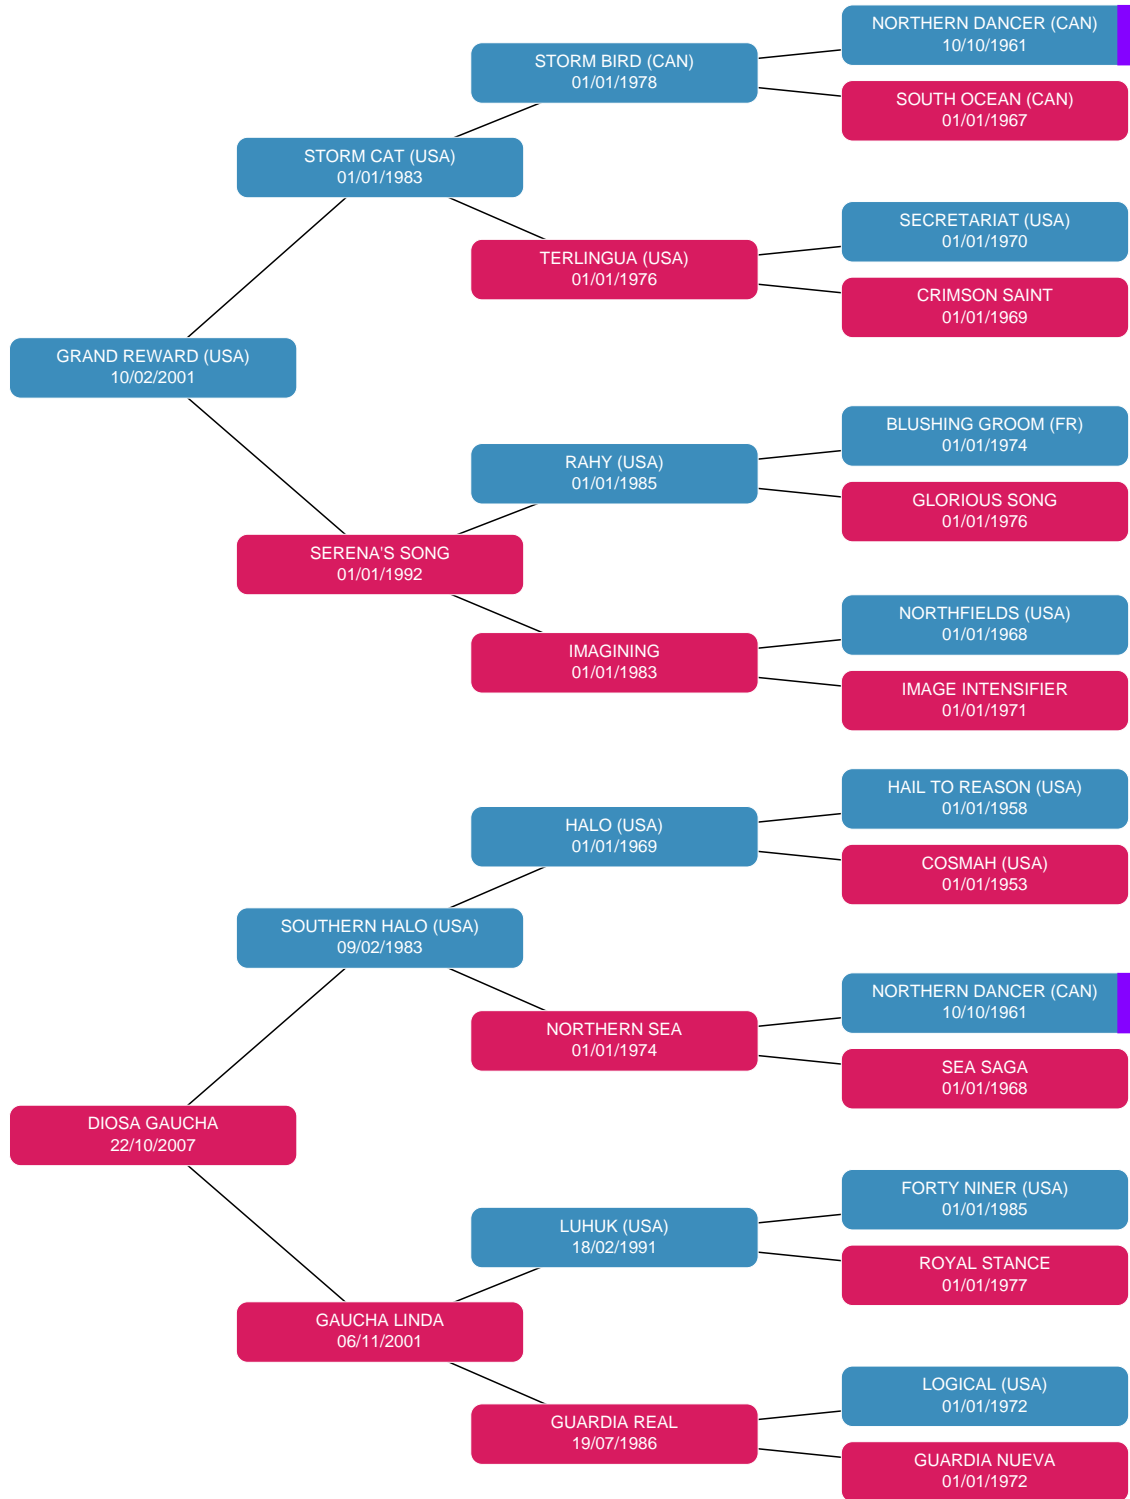 NORTHERN DANCER (CAN)
10/10/1961
STORM BIRD (CAN)
01/01/1978
SOUTH OCEAN (CAN)
01/01/1967
STORM CAT (USA)
01/01/1983
SECRETARIAT (USA)
01/01/1970
TERLINGUA (USA)
01/01/1976
CRIMSON SAINT
01/01/1969
GRAND REWARD (USA)
10/02/2001
BLUSHING GROOM (FR)
01/01/1974
RAHY (USA)
01/01/1985
GLORIOUS SONG
01/01/1976
SERENA'S SONG
01/01/1992
NORTHFIELDS (USA)
01/01/1968
IMAGINING
01/01/1983
IMAGE INTENSIFIER
01/01/1971
HAIL TO REASON (USA)
01/01/1958
HALO (USA)
01/01/1969
COSMAH (USA)
01/01/1953
SOUTHERN HALO (USA)
09/02/1983
NORTHERN DANCER (CAN)
10/10/1961
NORTHERN SEA
01/01/1974
SEA SAGA
01/01/1968
DIOSA GAUCHA
22/10/2007
FORTY NINER (USA)
01/01/1985
LUHUK (USA)
18/02/1991
ROYAL STANCE
01/01/1977
GAUCHA LINDA
06/11/2001
LOGICAL (USA)
01/01/1972
GUARDIA REAL
19/07/1986
GUARDIA NUEVA
01/01/1972